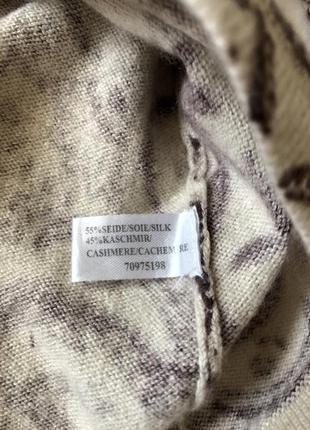 55%SEIDE/SOIE/SILK
45%KASCHMIR/
CASHMERE/CACHEMIRE
70975198